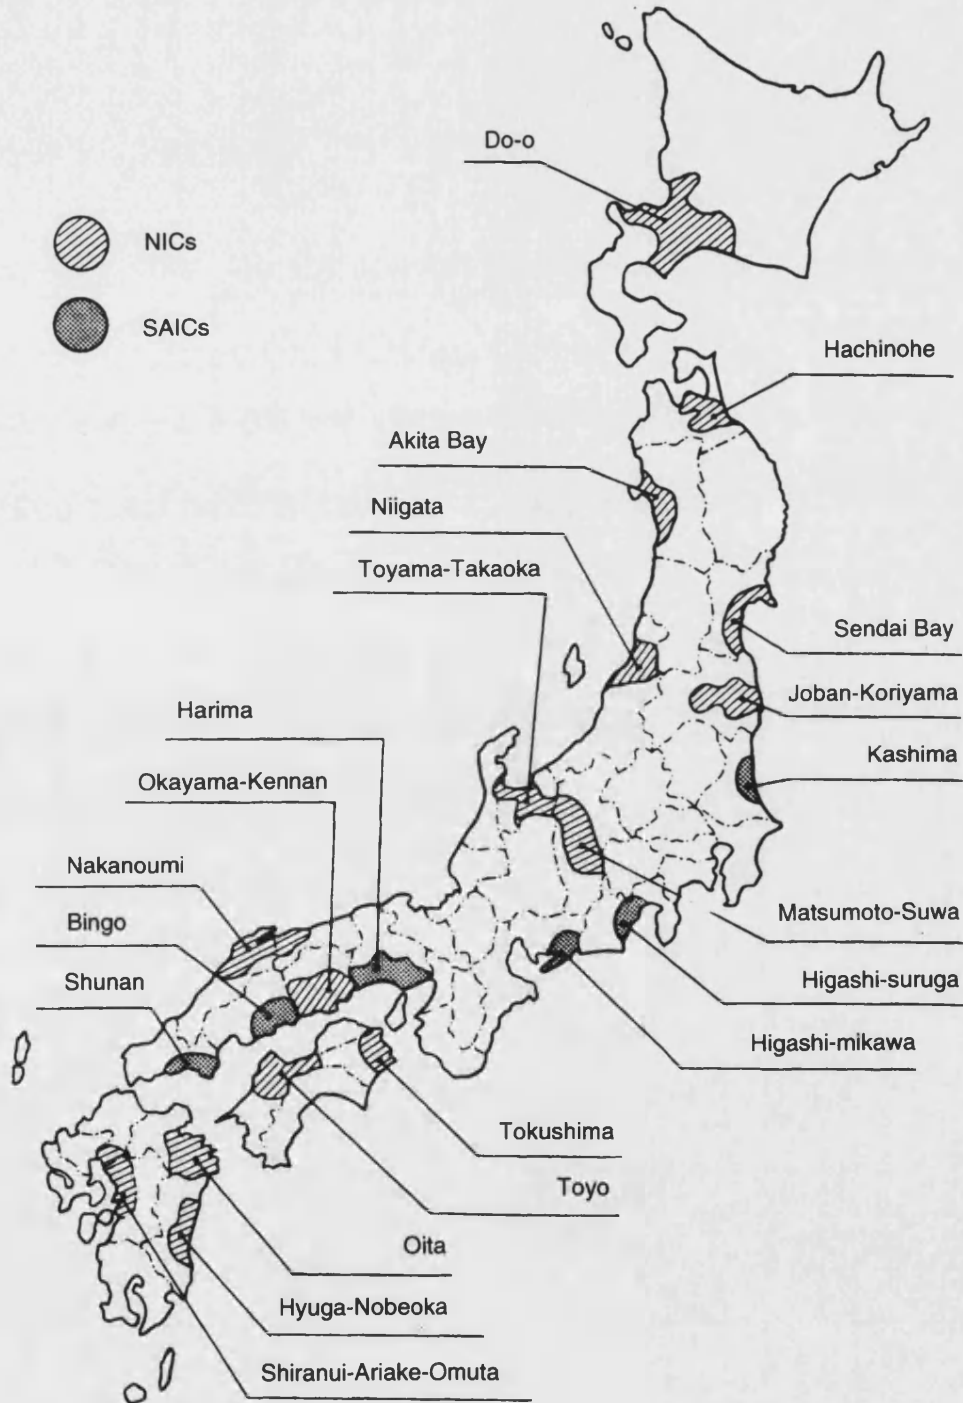 Do-o
NICs
SAICs
Hachinohe
Akita Bay
Niigata
Toyama-Takaoka
Sendai Bay
Joban-Koriyama
Harima
Kashima
Okayama-Kennan
Nakanoumi
Matsumoto-Suwa
Bingo
Higashi-suruga
Shunan
Higashi-mikawa
Tokushima
Toyo
Oita
Hyuga-Nobeoka
Shiranui-Ariake-Omuta